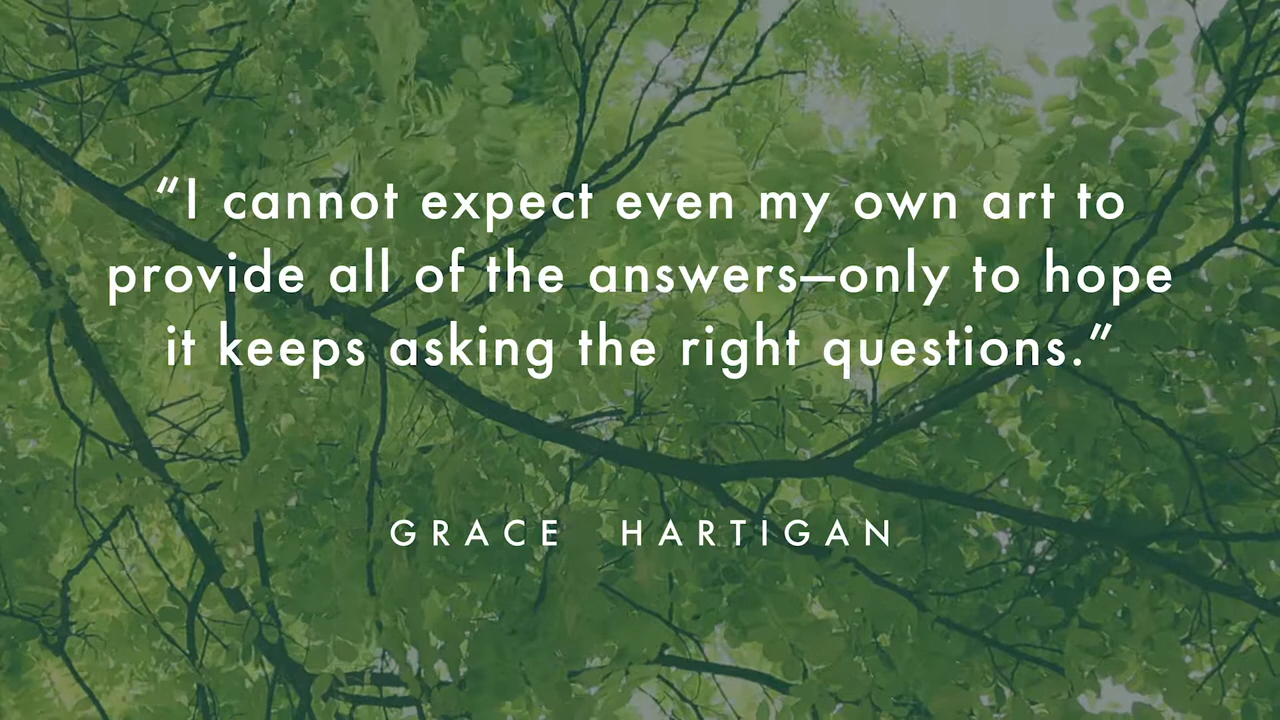 “I cannot expect even my own art to
provide all of the answers—only to hope
it keeps asking the right questions.”
GRACE HARTIGAN